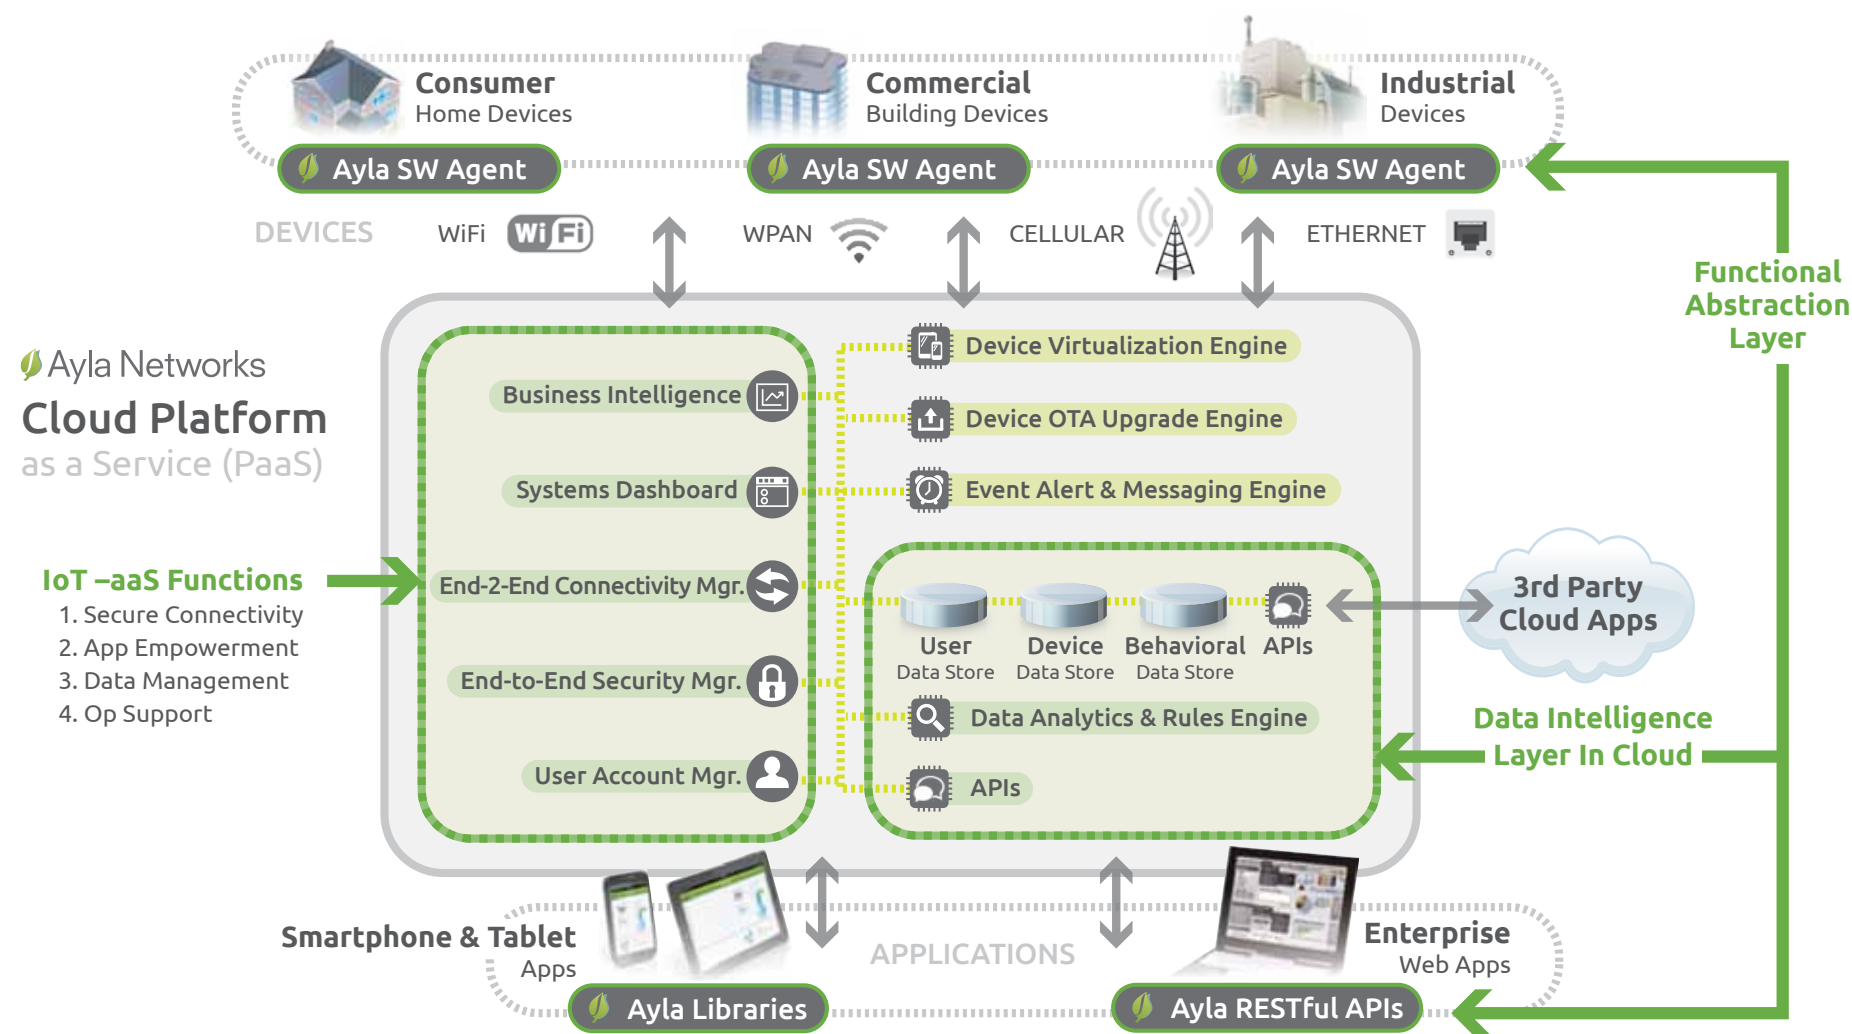 Consumer
Home Devices
Commercial
Building Devices
Industrial
Devices
Ayla SW Agent
Ayla SW Agent
Ayla SW Agent
DEVICES
WiFi
WiFi
WPAN
CELLULAR
ETHERNET
Functional
Abstraction
Layer
Ayla Networks
Cloud Platform
as a Service (PaaS)
Business Intelligence
Systems Dashboard
End-2-End Connectivity Mgr.
End-to-End Security Mgr.
User Account Mgr.
Device Virtualization Engine
Device OTA Upgrade Engine
Event Alert & Messaging Engine
IoT –aaS Functions
1. Secure Connectivity
2. App Empowerment
3. Data Management
4. Op Support
User
Data Store
Device
Data Store
Behavioral
Data Store
APIs
Data Analytics & Rules Engine
APIs
3rd Party
Cloud Apps
Data Intelligence
Layer In Cloud
Smartphone & Tablet
Apps
APPLICATIONS
Enterprise
Web Apps
Ayla Libraries
Ayla RESTful APIs